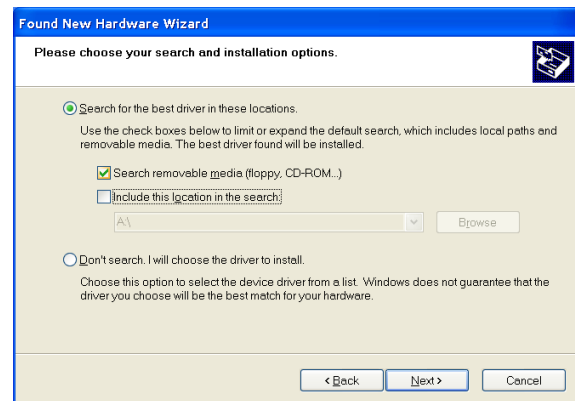 Found New Hardware Wizard
Please choose your search and installation options.
Search for the best driver in these locations.
Use the check boxes below to limit or expand the default search, which includes local paths and
removable media. The best driver found will be installed.
Search removable media (floppy, CD-ROM...)
Include this location in the search:
A:\
Browse
Don't search. I will choose the driver to install.
Choose this option to select the device driver from a list. Windows does not guarantee that the
driver you choose will be the best match for your hardware.
< Back Next > Cancel